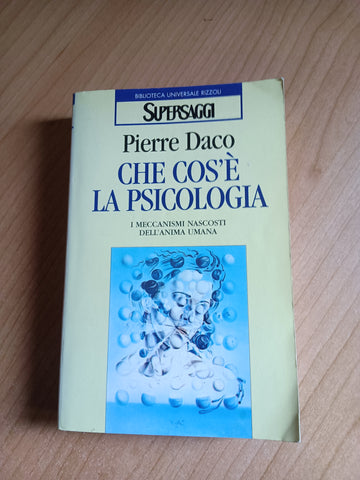 BIBLIOTECA UNIVERSALE RIZZOLI
SUPERSAGGI
Pierre Daco
CHE COS'È
LA PSICOLOGIA
I MECCANISMI NASCOSTI
DELL'ANIMA UMANA